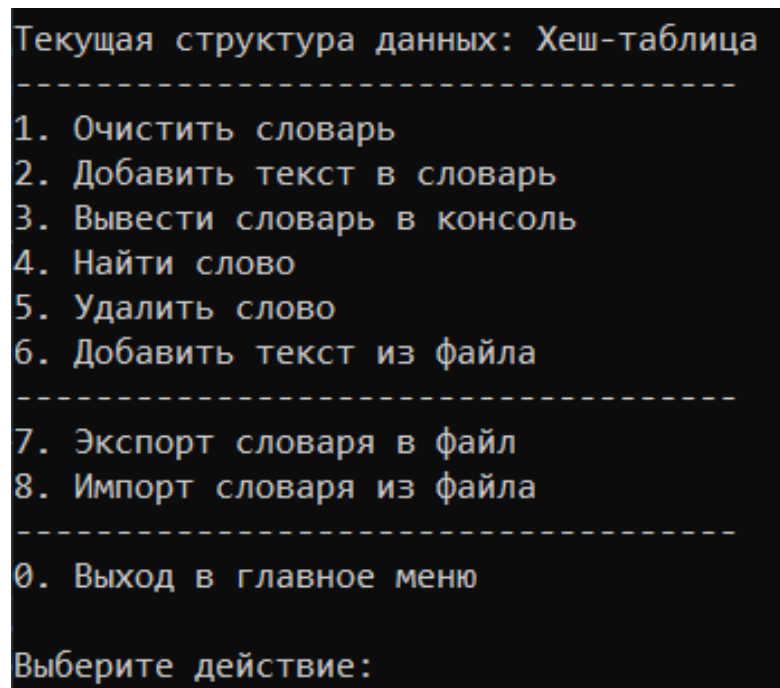 Текущая структура данных: Хеш-таблица
------------------------------------
1. Очистить словарь
2. Добавить текст в словарь
3. Вывести словарь в консоль
4. Найти слово
5. Удалить слово
6. Добавить текст из файла
------------------------------------
7. Экспорт словаря в файл
8. Импорт словаря из файла
------------------------------------
0. Выход в главное меню
Выберите действие: